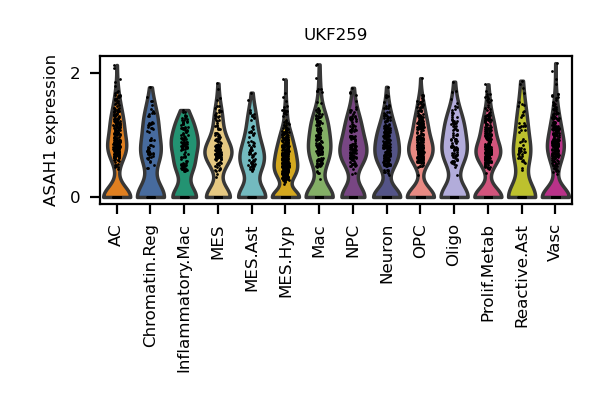 UKF259
ASAH1 expression
2
0
AC
Chromatin.Reg
Inflammatory.Mac
MES
MES.Ast
MES.Hyp
Mac
NPC
Neuron
OPC
Oligo
Prolif.Metab
Reactive.Ast
Vasc